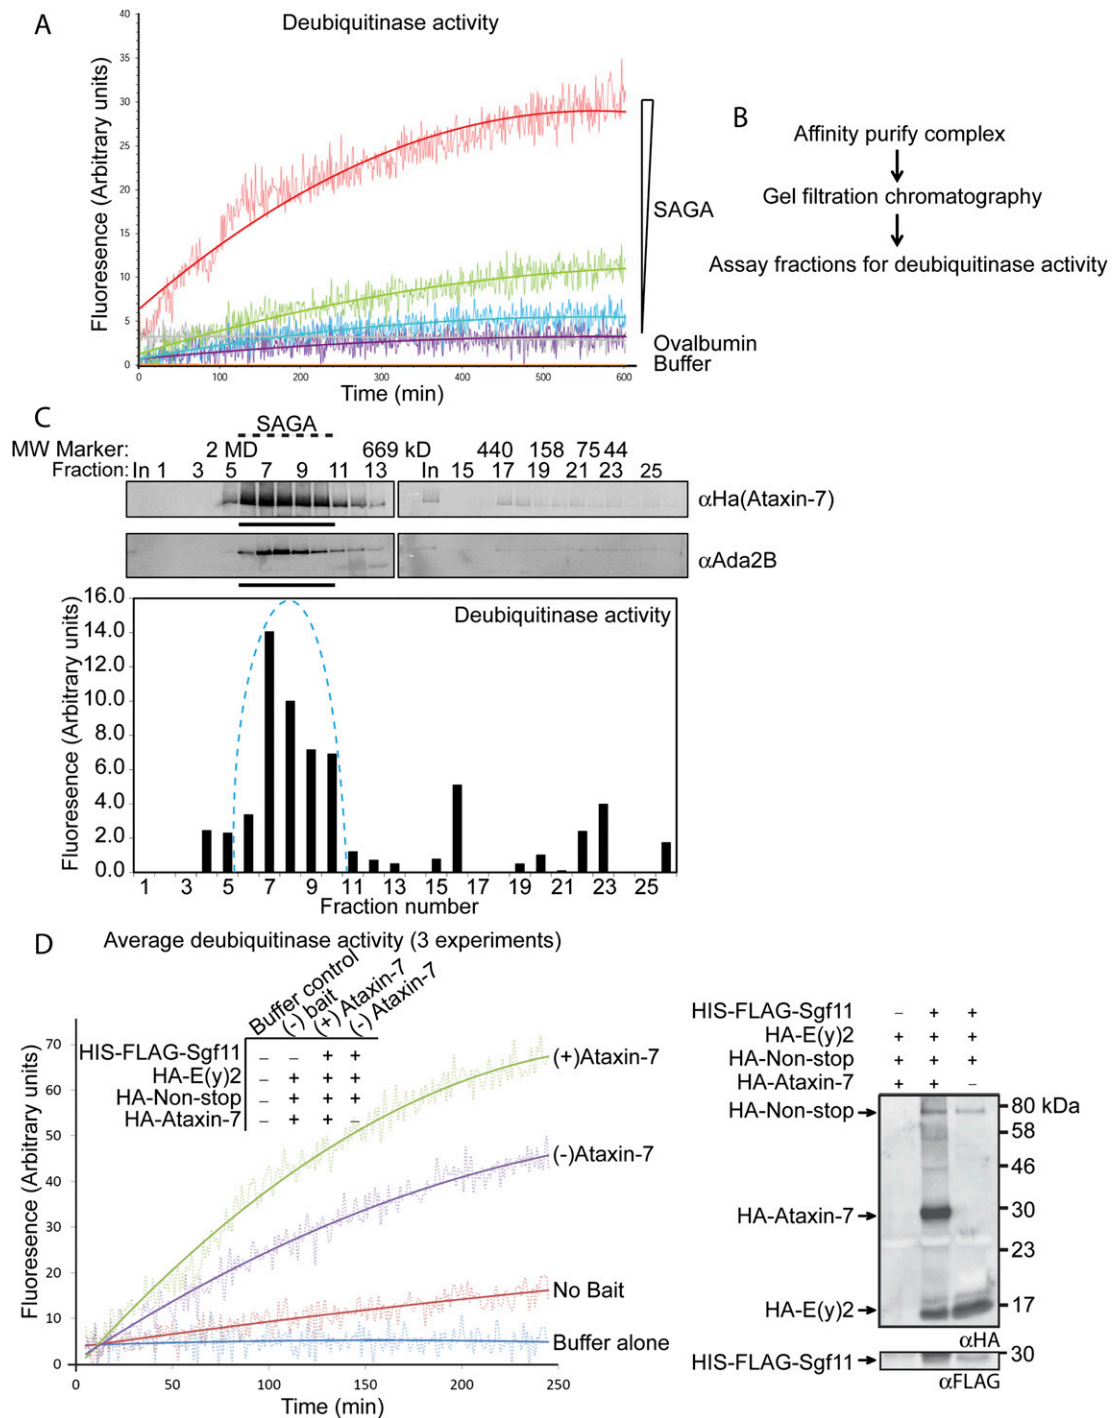 A
Deubiquitinase activity
40
35
30
25
20
15
10
5
0
Fluoresence (Arbitrary units)
0 100 200 300 400 500 600
Time (min)
SAGA
Ovalbumin
Buffer
B
Affinity purify complex
Gel filtration chromatography
Assay fractions for deubiquitinase activity
C
SAGA
MW Marker: 2 MD 669 kD 440 158 75 44
Fraction: In 1 3 5 7 9 11 13 In 15 17 19 21 23 25
αHa(Ataxin-7)
αAda2B
Deubiquitinase activity
16.0
14.0
12.0
10.0
8.0
6.0
4.0
2.0
0.0
Fluoresence (Arbitrary units)
1 3 5 7 9 11 13 15 17 19 21 23 25
Fraction number
D
Average deubiquitinase activity (3 experiments)
Buffer control
(-) bait
(+) Ataxin-7
(-) Ataxin-7
HIS-FLAG-Sgf11 – – + +
HA-E(y)2 – + + +
HA-Non-stop – + + +
HA-Ataxin-7 – + + –
70
60
50
40
30
20
10
0
Fluoresence (Arbitrary units)
0 50 100 150 200 250
Time (min)
(+)Ataxin-7
(-)Ataxin-7
No Bait
Buffer alone
HIS-FLAG-Sgf11 – + +
HA-E(y)2 + + +
HA-Non-stop + + +
HA-Ataxin-7 + + –
HA-Non-stop
HA-Ataxin-7
HA-E(y)2
80 kDa
58
46
30
23
17
αHA
HIS-FLAG-Sgf11
30
αFLAG